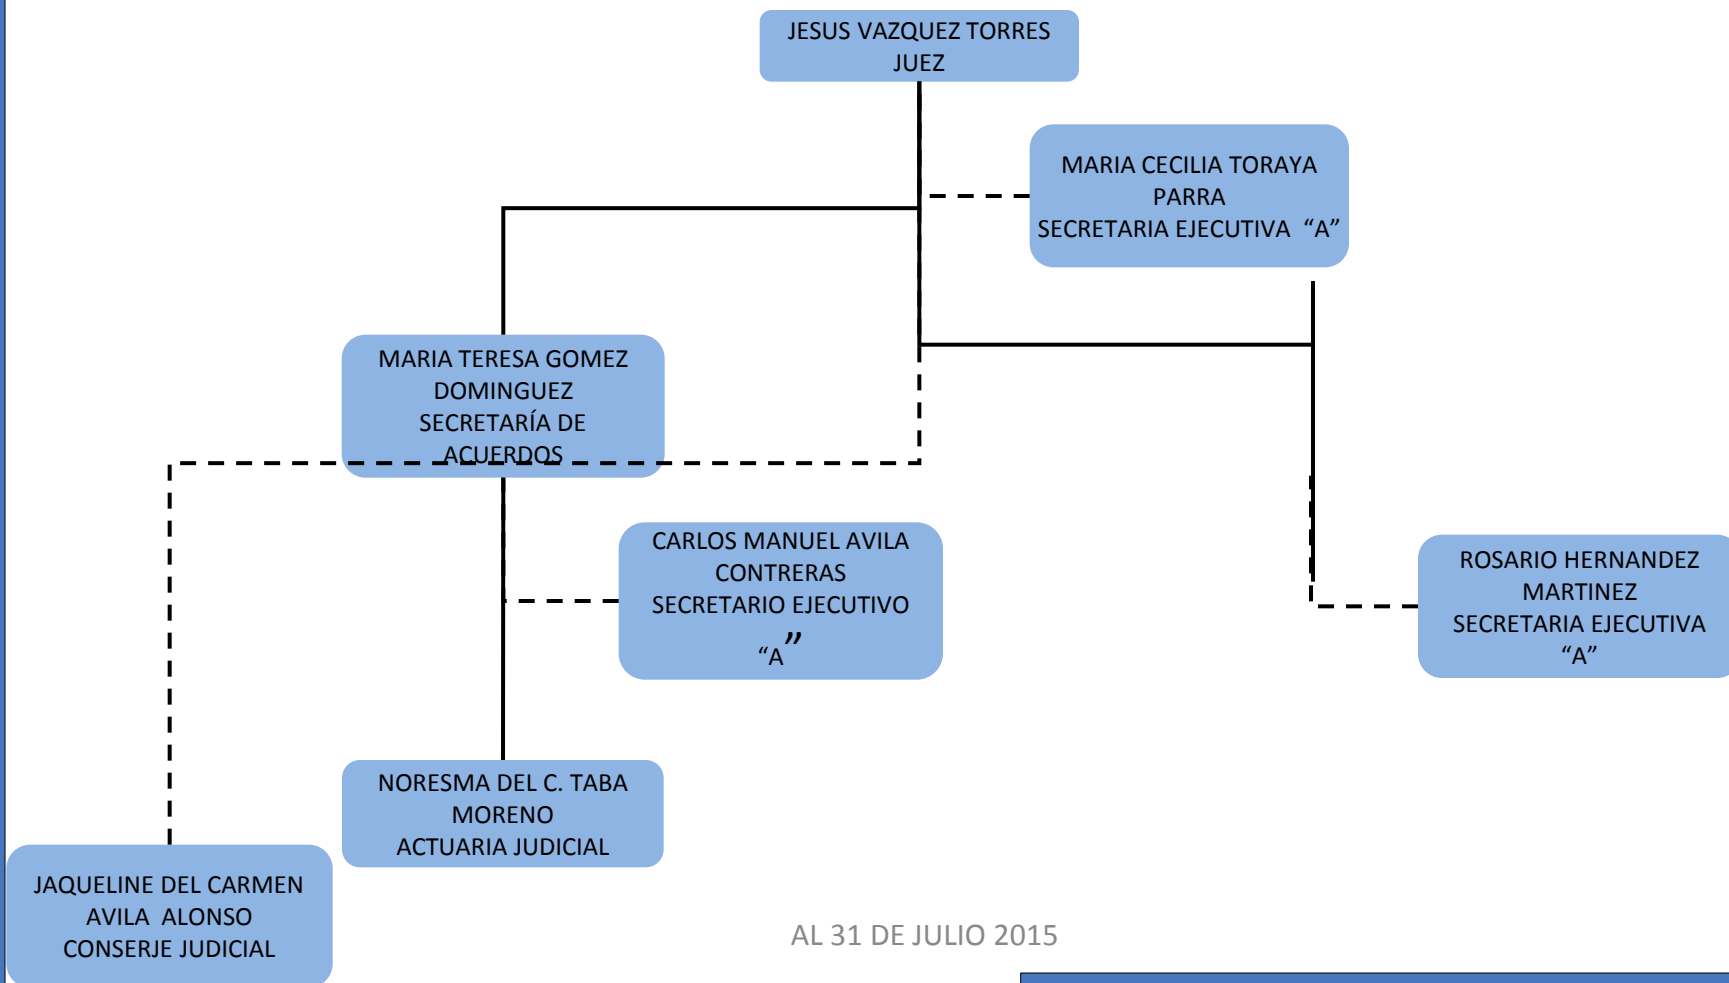 JESUS VAZQUEZ TORRES
JUEZ
MARIA CECILIA TORAYA
PARRA
SECRETARIA EJECUTIVA “A”
MARIA TERESA GOMEZ
DOMINGUEZ
SECRETARÍA DE
ACUERDOS
CARLOS MANUEL AVILA
CONTRERAS
SECRETARIO EJECUTIVO
“A”
ROSARIO HERNANDEZ
MARTINEZ
SECRETARIA EJECUTIVA
“A”
NORESMA DEL C. TABA
MORENO
ACTUARIA JUDICIAL
JAQUELINE DEL CARMEN
AVILA ALONSO
CONSERJE JUDICIAL
AL 31 DE JULIO 2015